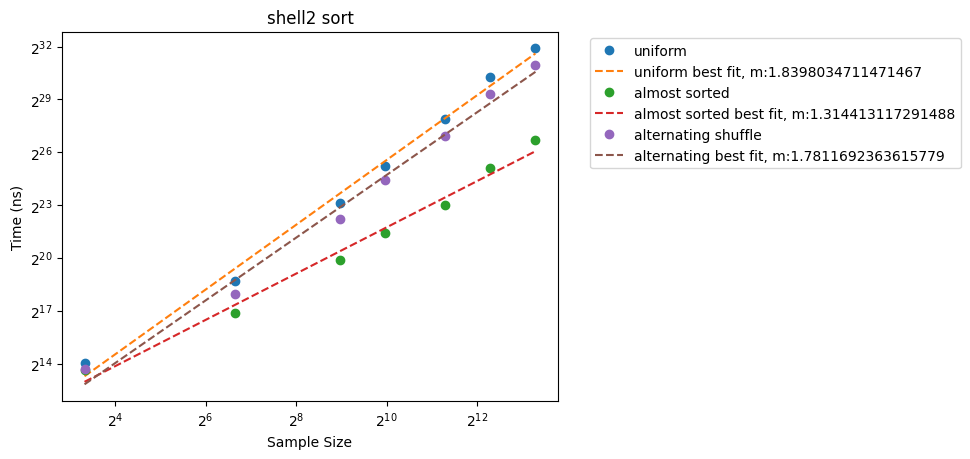 shell2 sort
Time (ns)
2^32
2^29
2^26
2^23
2^20
2^17
2^14
2^4
2^6
2^8
2^10
2^12
Sample Size
uniform
uniform best fit, m:1.8398034711471467
almost sorted
almost sorted best fit, m:1.314413117291488
alternating shuffle
alternating best fit, m:1.7811692363615779